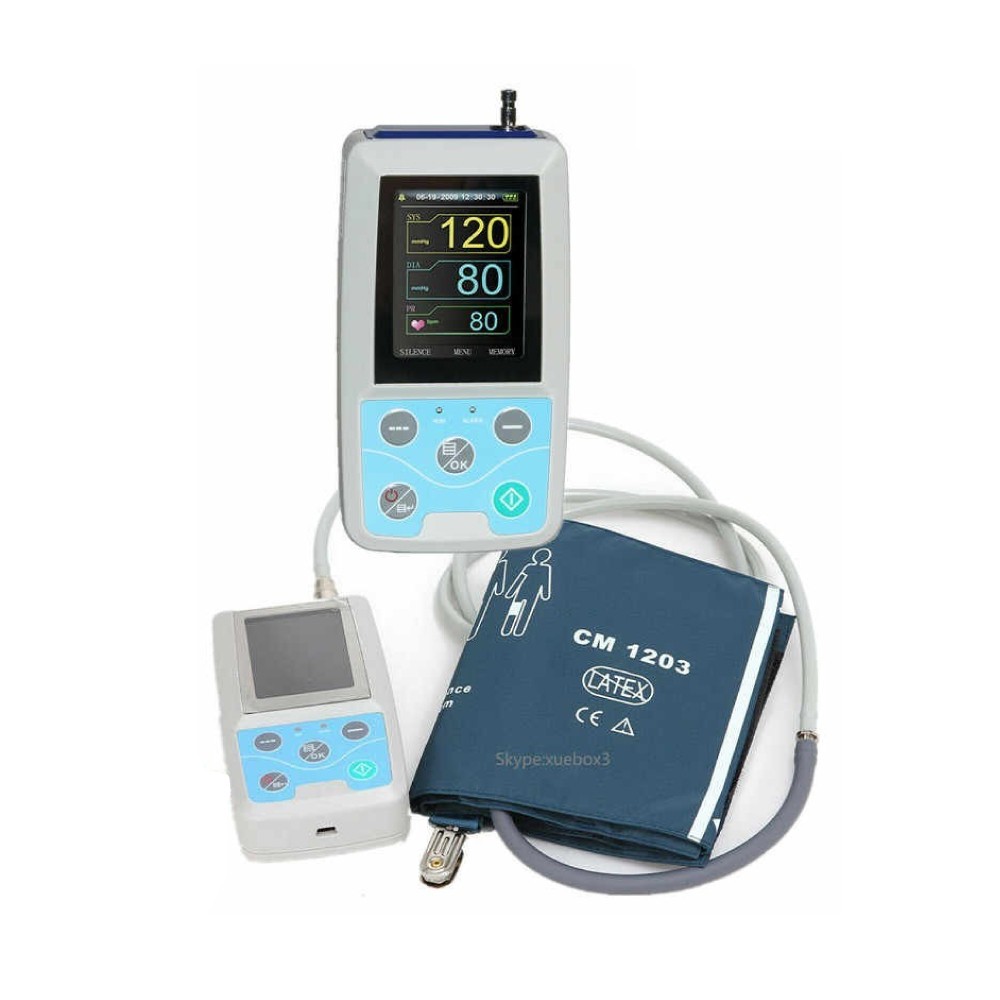 06-19-2009 12:30:30
SYS
mmHg 120
DIA
mmHg 80
PR
bpm 80
SILENCE MENU MEMORY
OK
CM 1203
LATEX
CE
nce
m
Skype:xuebox3
OK